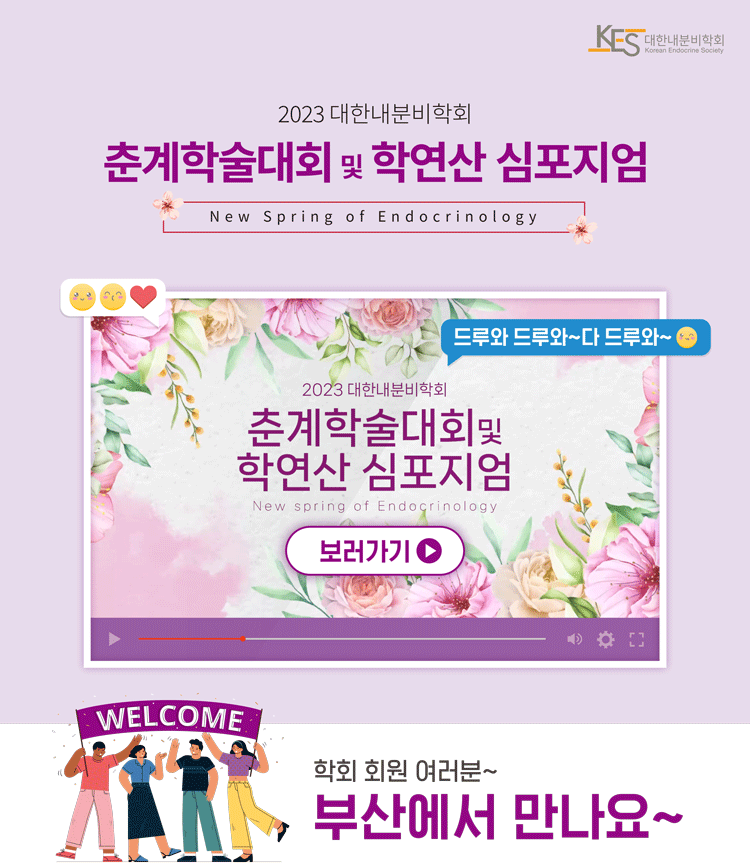 KES 대한내분비학회
Korean Endocrine Society
2023 대한내분비학회
춘계학술대회 및 학연산 심포지엄
New Spring of Endocrinology
드루와 드루와~다 드루와~
2023 대한내분비학회
춘계학술대회및
학연산 심포지엄
New spring of Endocrinology
보러가기
WELCOME
학회 회원 여러분~
부산에서 만나요~